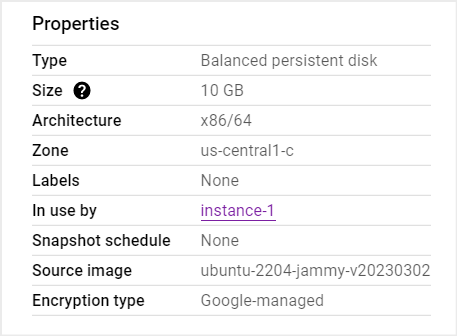 Properties
Type Balanced persistent disk
Size ? 10 GB
Architecture x86/64
Zone us-central1-c
Labels None
In use by instance-1
Snapshot schedule None
Source image ubuntu-2204-jammy-v20230302
Encryption type Google-managed